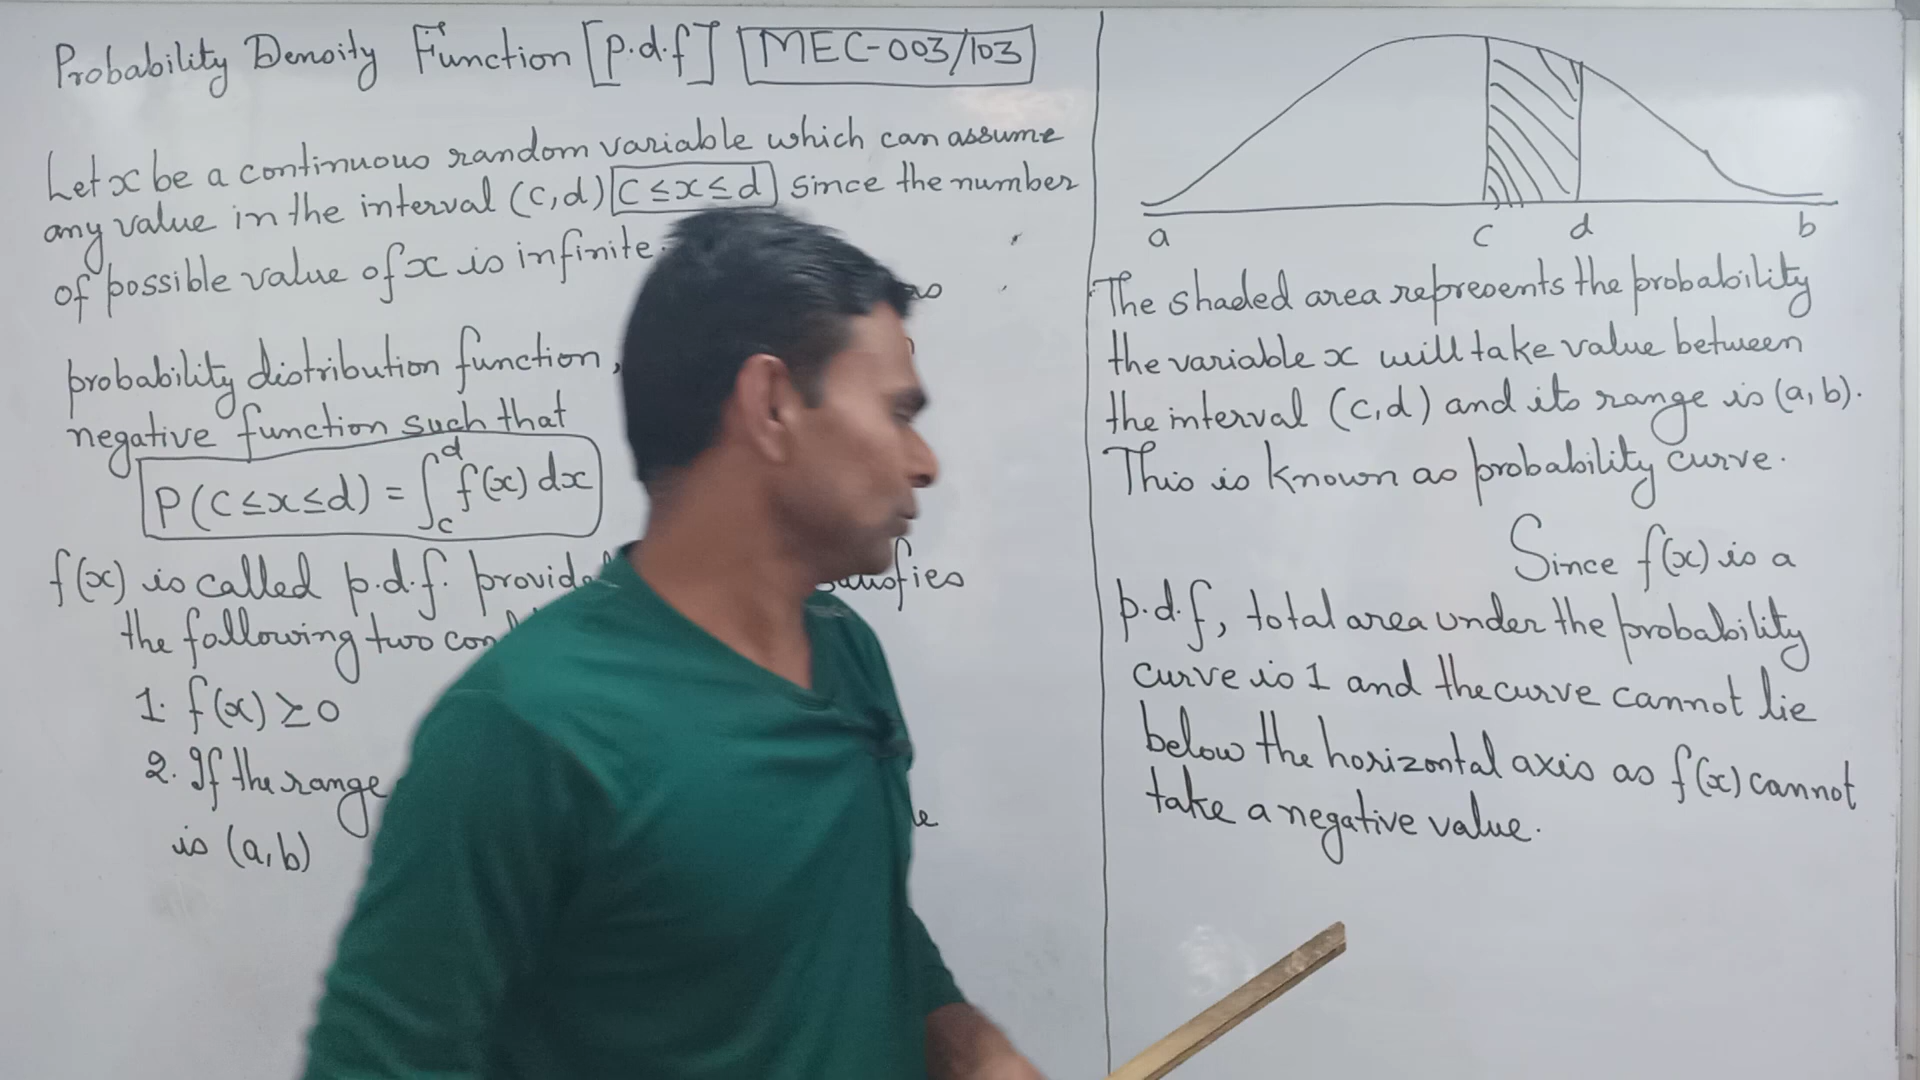 Probability Density Function [p.d.f] MEC-003/103
Let x be a continuous random variable which can assume
any value in the interval (c,d) c≤x≤d since the number
of possible value of x is infinite.
probability distribution function,
negative function such that
P(c≤x≤d) = ∫_c^d f(x) dx
f(x) is called p.d.f. satisfies
the following two
1. f(x) ≥ 0
2. If the range
is (a,b)
a c d b
The shaded area represents the probability
the variable x will take value between
the interval (c,d) and its range is (a,b).
This is known as probability curve.
Since f(x) is a
p.d.f, total area under the probability
curve is 1 and the curve cannot lie
below the horizontal axis as f(x) cannot
take a negative value.